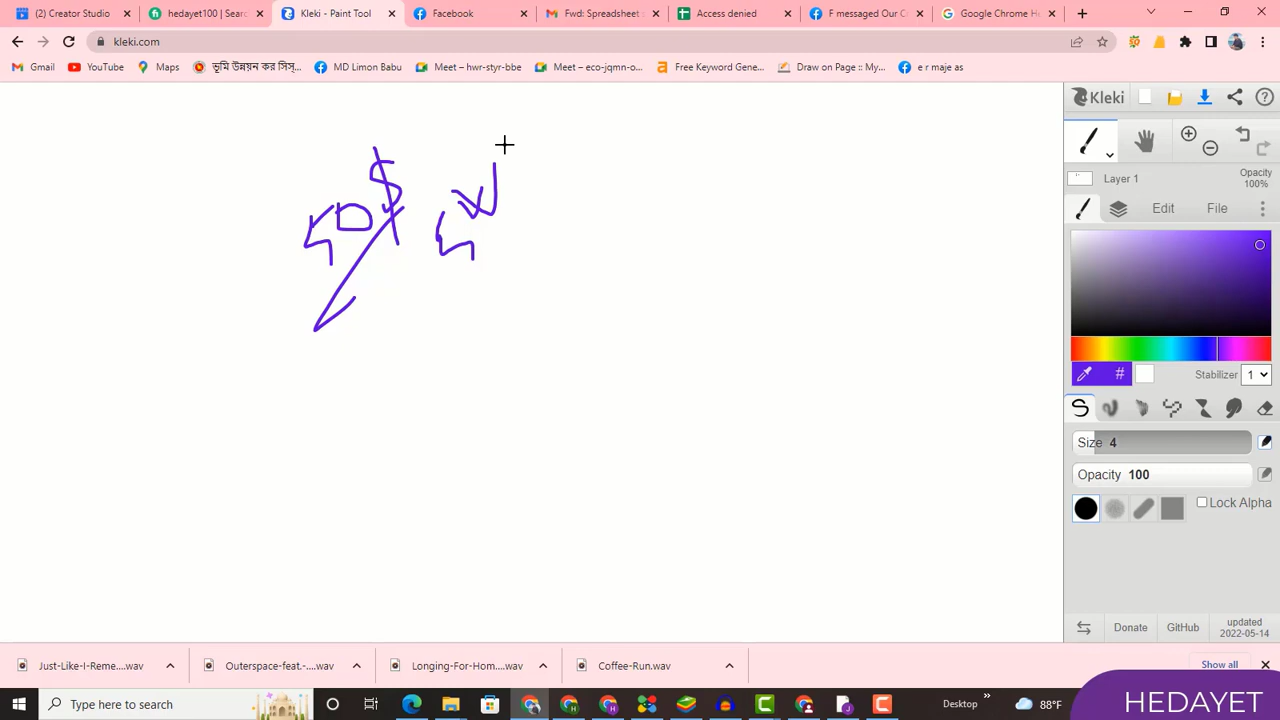 (2) Creator Studio
hedayet100 | Sear
Kleki - Paint Tool
Facebook
Fwd: Spreadsheet s
Access denied
F messaged Our Cr
Google Chrome He
kleki.com
Gmail
YouTube
Maps
ভূমি উন্নয়ন কর সিস্...
MD Limon Babu
Meet – hwr-styr-bbe
Meet – eco-jqmn-o...
Free Keyword Gene...
Draw on Page :: My...
e r maje as
Kleki
50 $
Layer 1
Opacity
100%
Edit
File
#
Stabilizer
1
Size 4
Opacity 100
Lock Alpha
Donate
GitHub
updated
2022-05-14
Just-Like-I-Reme....wav
Outerspace-feat.-....wav
Longing-For-Hom....wav
Coffee-Run.wav
Show all
Type here to search
Desktop
88°F
HEDAYET